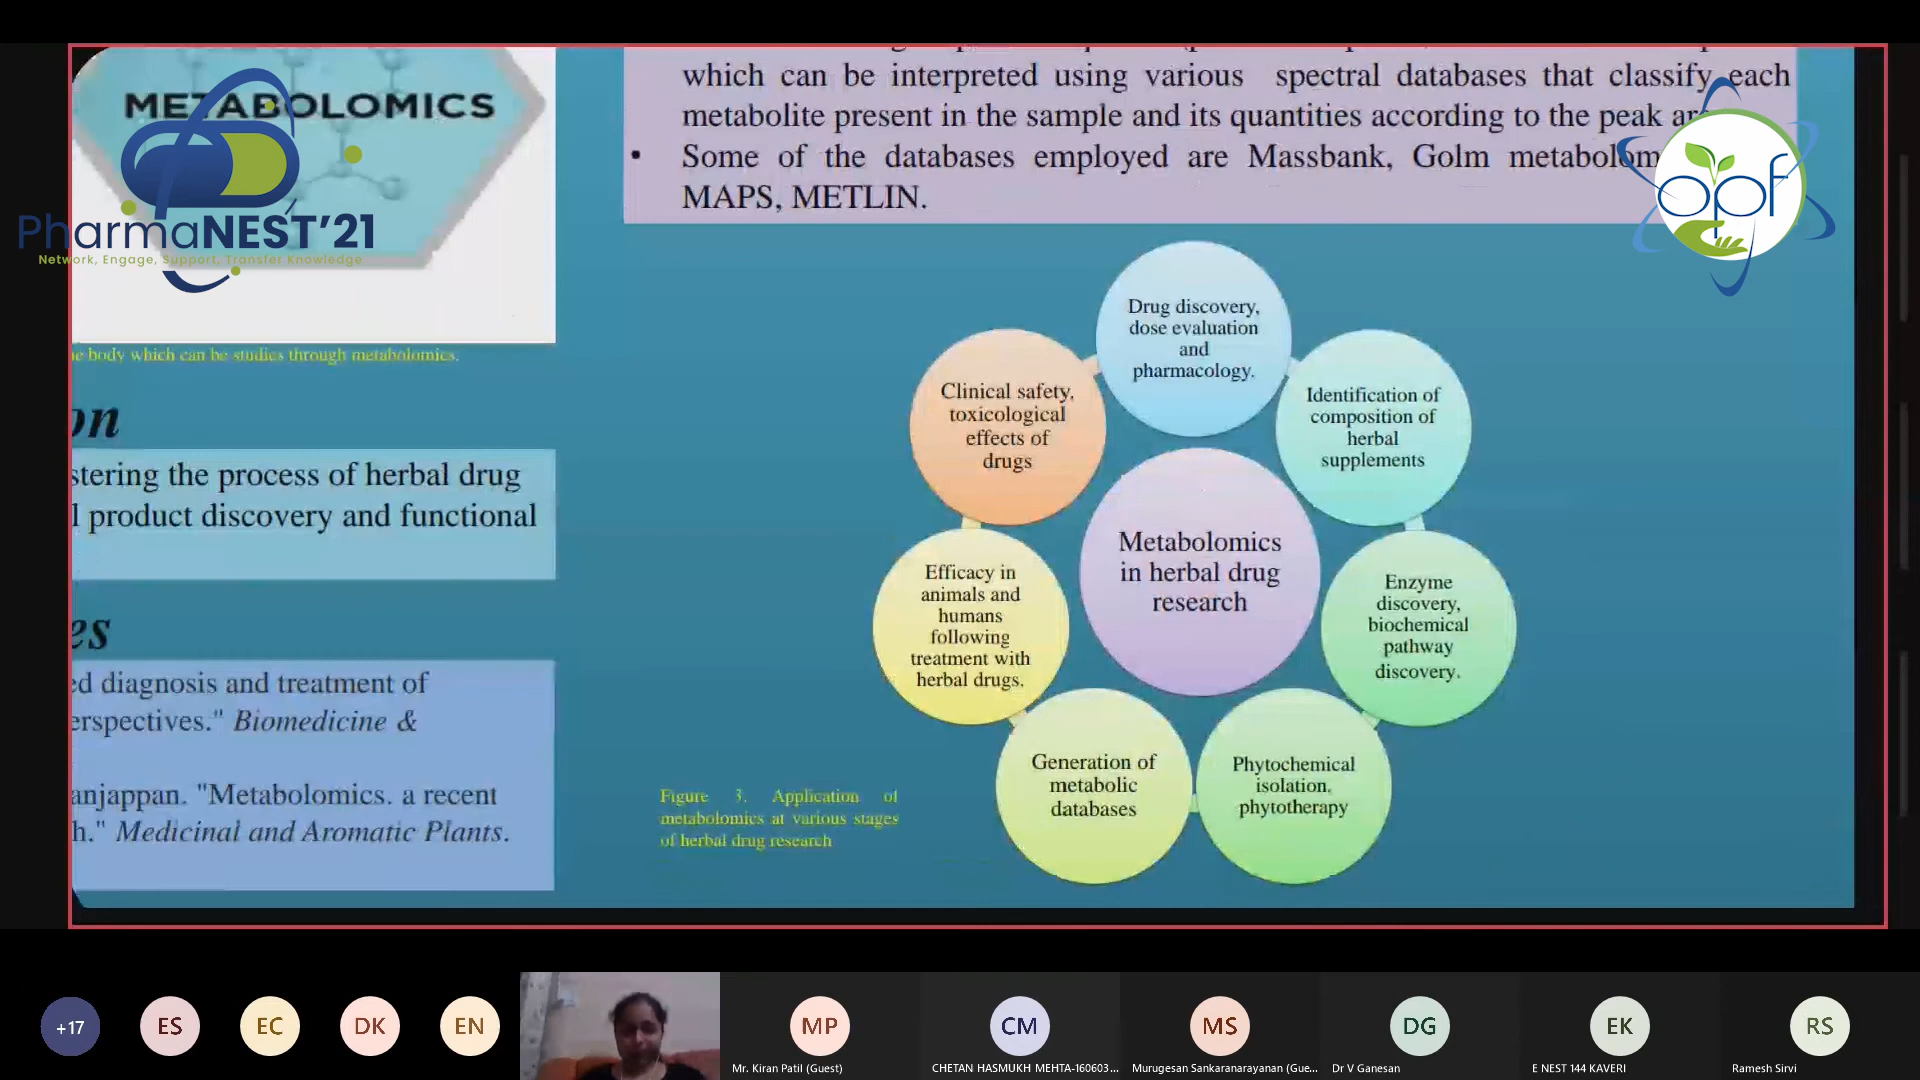 METABOLOMICS
PharmaNEST'21
Network, Engage, Support, Transfer Knowledge
body which can be studies through metabolomics.
on
stering the process of herbal drug
l product discovery and functional
es
ed diagnosis and treatment of
erspectives." Biomedicine &
anjappan. "Metabolomics. a recent
h." Medicinal and Aromatic Plants.
which can be interpreted using various spectral databases that classify each
metabolite present in the sample and its quantities according to the peak
• Some of the databases employed are Massbank, Golm
MAPS, METLIN.
opf
Drug discovery,
dose evaluation
and
pharmacology.
Identification of
composition of
herbal
supplements
Enzyme
discovery,
biochemical
pathway
discovery.
Phytochemical
isolation,
phytotherapy
Generation of
metabolic
databases
Efficacy in
animals and
humans
following
treatment with
herbal drugs.
Clinical safety,
toxicological
effects of
drugs
Metabolomics
in herbal drug
research
Figure 3. Application of
metabolomics at various stages
of herbal drug research
+17
ES
EC
DK
EN
MP
Mr. Kiran Patil (Guest)
CM
CHETAN HASMUKH MEHTA-160603...
MS
Murugesan Sankaranarayanan (Gue...
DG
Dr V Ganesan
EK
E NEST 144 KAVERI
RS
Ramesh Sirvi